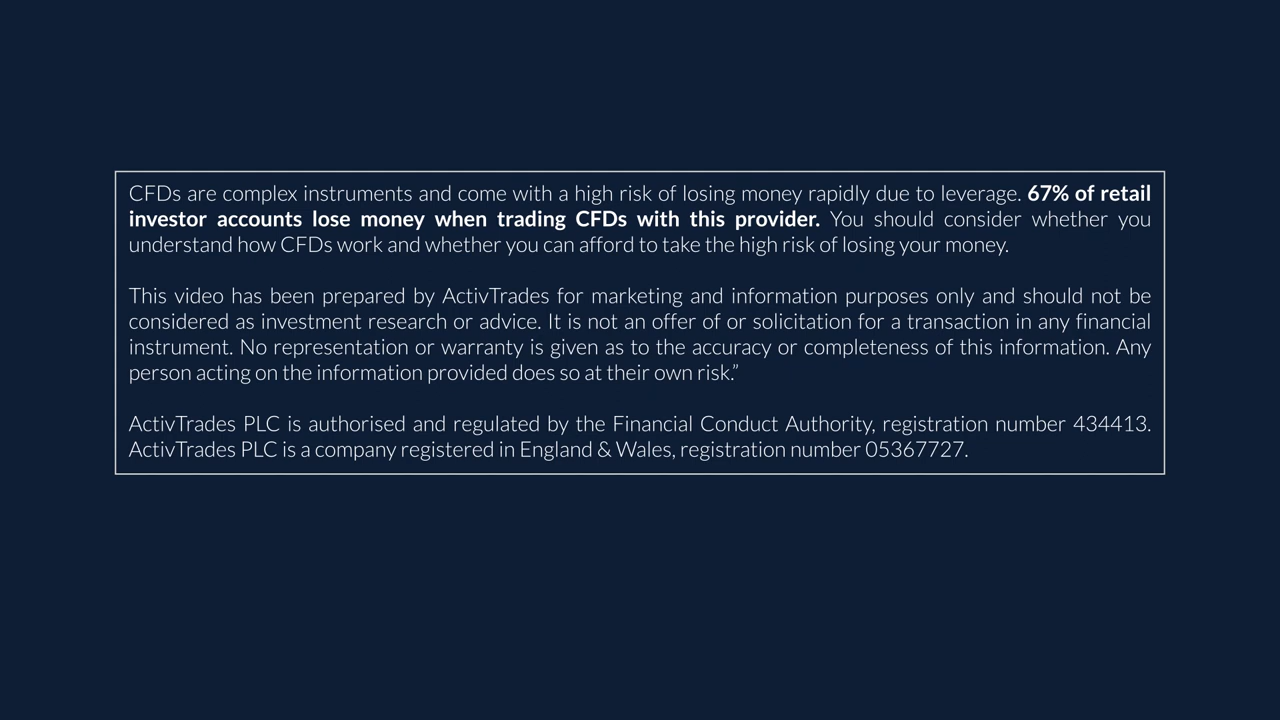 CFDs are complex instruments and come with a high risk of losing money rapidly due to leverage. 67% of retail
investor accounts lose money when trading CFDs with this provider. You should consider whether you
understand how CFDs work and whether you can afford to take the high risk of losing your money.
This video has been prepared by ActivTrades for marketing and information purposes only and should not be
considered as investment research or advice. It is not an offer of or solicitation for a transaction in any financial
instrument. No representation or warranty is given as to the accuracy or completeness of this information. Any
person acting on the information provided does so at their own risk.”
ActivTrades PLC is authorised and regulated by the Financial Conduct Authority, registration number 434413.
ActivTrades PLC is a company registered in England & Wales, registration number 05367727.